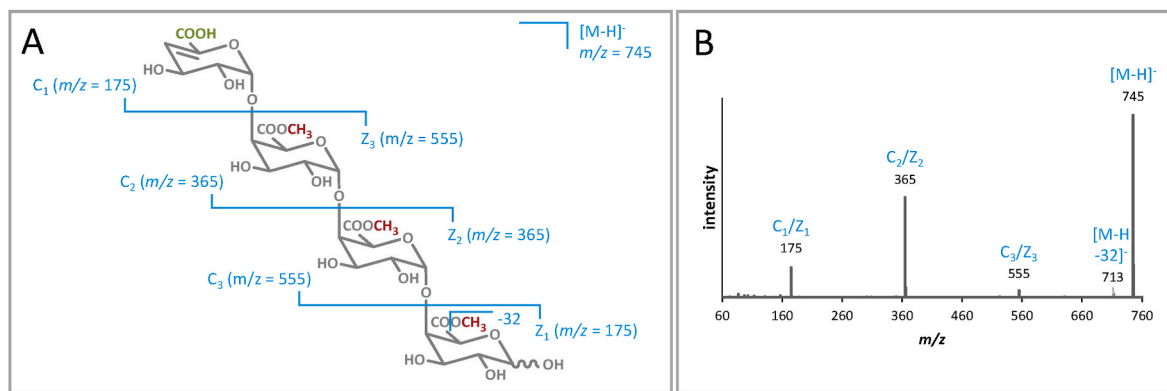 A
[M-H]-
m/z = 745
COOH
O
HO
OH
C1 (m/z = 175)
O
Z3 (m/z = 555)
COOCH3
O
HO
OH
C2 (m/z = 365)
O
Z2 (m/z = 365)
COOCH3
O
HO
OH
C3 (m/z = 555)
O
Z1 (m/z = 175)
COOCH3
-32
O
HO
OH
OH
B
[M-H]-
745
C2/Z2
365
C1/Z1
175
C3/Z3
555
[M-H
-32]-
713
intensity
60 160 260 360 460 560 660 760
m/z